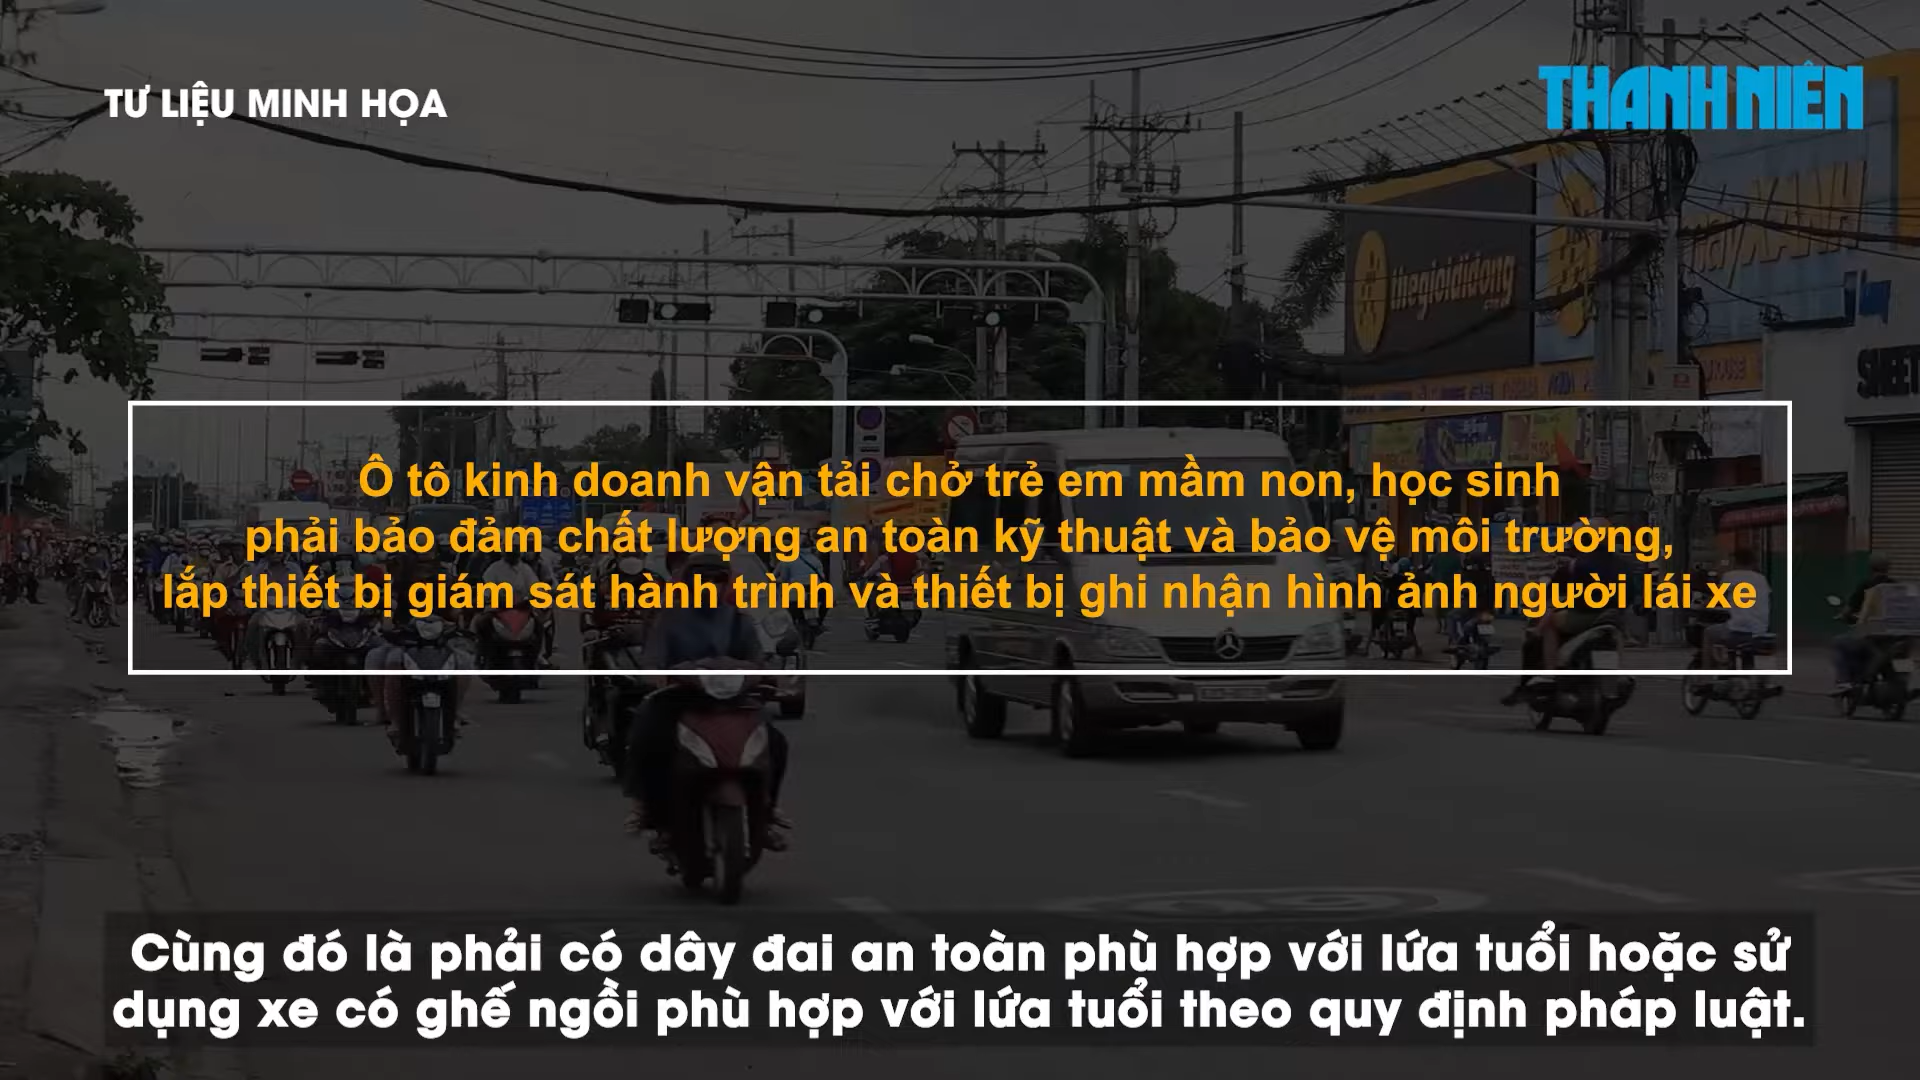 TƯ LIỆU MINH HỌA
THANH NIÊN
thegioididong
XANH
Ô tô kinh doanh vận tải chở trẻ em mầm non, học sinh
phải bảo đảm chất lượng an toàn kỹ thuật và bảo vệ môi trường,
lắp thiết bị giám sát hành trình và thiết bị ghi nhận hình ảnh người lái xe
Cùng đó là phải có dây đai an toàn phù hợp với lứa tuổi hoặc sử
dụng xe có ghế ngồi phù hợp với lứa tuổi theo quy định pháp luật.